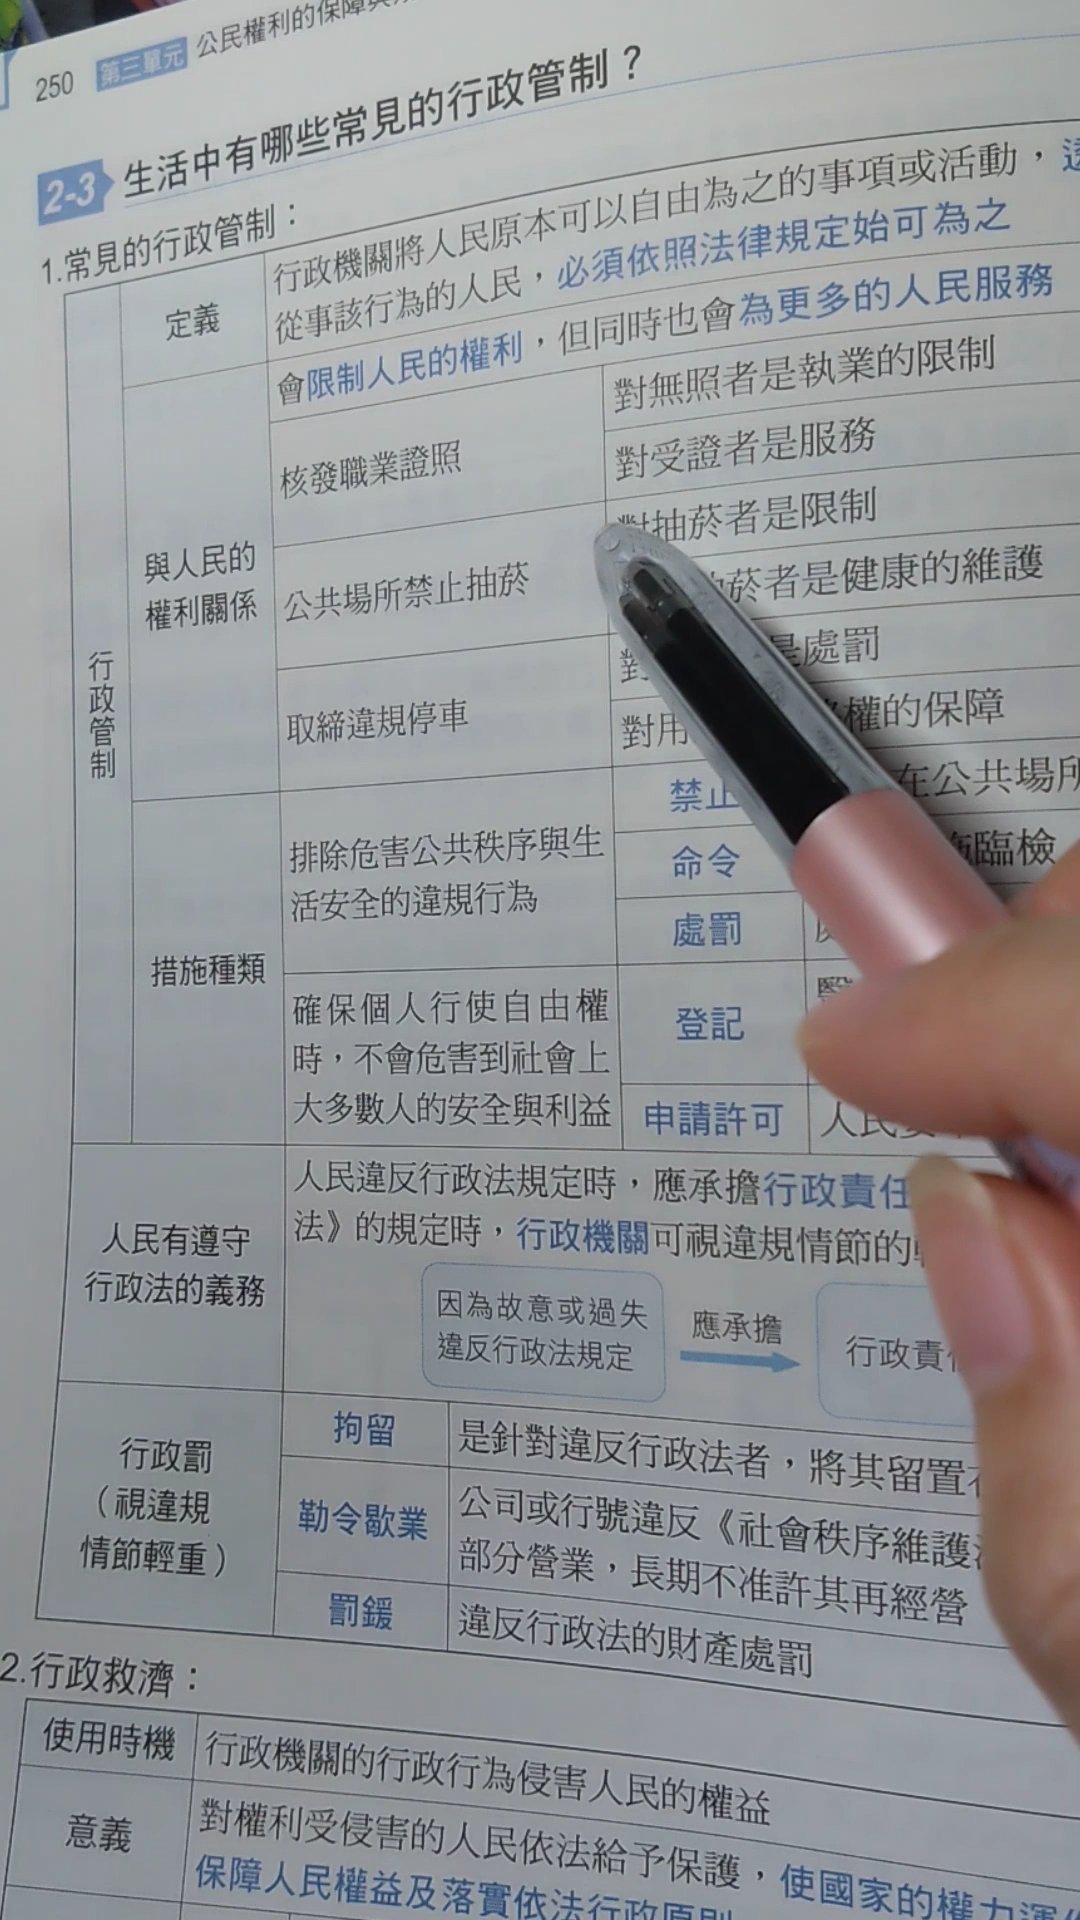 250 第三單元 公民權利的保障與
2-3 生活中有哪些常見的行政管制？
1.常見的行政管制：
行政管制
定義
行政機關將人民原本可以自由為之的事項或活動，
從事該行為的人民，必須依照法律規定始可為之
與人民的
權利關係
會限制人民的權利，但同時也會為更多的人民服務
核發職業證照
對無照者是執業的限制
對受證者是服務
公共場所禁止抽菸
對抽菸者是限制
菸者是健康的維護
取締違規停車
對
是處罰
對用
權的保障
措施種類
排除危害公共秩序與生
活安全的違規行為
禁止
在公共場所
命令
臨檢
處罰
確保個人行使自由權
時，不會危害到社會上
大多數人的安全與利益
登記
醫
申請許可
人民
人民有遵守
行政法的義務
人民違反行政法規定時，應承擔行政責任
法》的規定時，行政機關可視違規情節的
因為故意或過失
違反行政法規定
應承擔
行政責任
行政罰
（視違規
情節輕重）
拘留
是針對違反行政法者，將其留置在
勒令歇業
公司或行號違反《社會秩序維護法
部分營業，長期不准許其再經營
罰鍰
違反行政法的財產處罰
2.行政救濟：
使用時機
行政機關的行政行為侵害人民的權益
意義
對權利受侵害的人民依法給予保護，使國家的權力運作
保障人民權益及落實依法行政原則